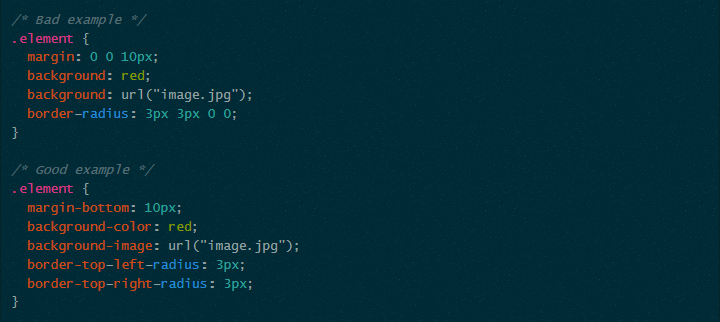 /* Bad example */
.element {
  margin: 0 0 10px;
  background: red;
  background: url("image.jpg");
  border-radius: 3px 3px 0 0;
}

/* Good example */
.element {
  margin-bottom: 10px;
  background-color: red;
  background-image: url("image.jpg");
  border-top-left-radius: 3px;
  border-top-right-radius: 3px;
}